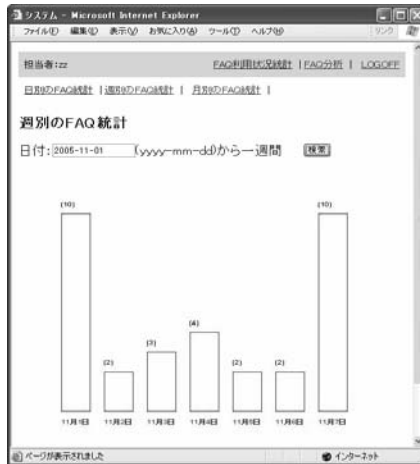 システム - Microsoft Internet Explorer
ファイル(F) 編集(E) 表示(V) お気に入り(A) ツール(T) ヘルプ(H) リンク
担当者:zz FAQ利用状況統計 | FAQ分析 | LOGOFF
日別のFAQ統計 | 週別のFAQ統計 | 月別のFAQ統計 |
週別のFAQ統計
日付: 2005-11-01 (yyyy-mm-dd)から一週間 検索
(10) (10)
(4)
(3)
(2) (2) (2)
11月1日 11月2日 11月3日 11月4日 11月5日 11月6日 11月7日
ページが表示されました インターネット